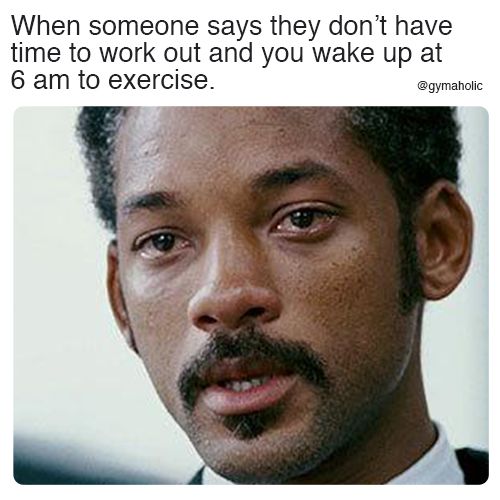 When someone says they don’t have
time to work out and you wake up at
6 am to exercise.
@gymaholic